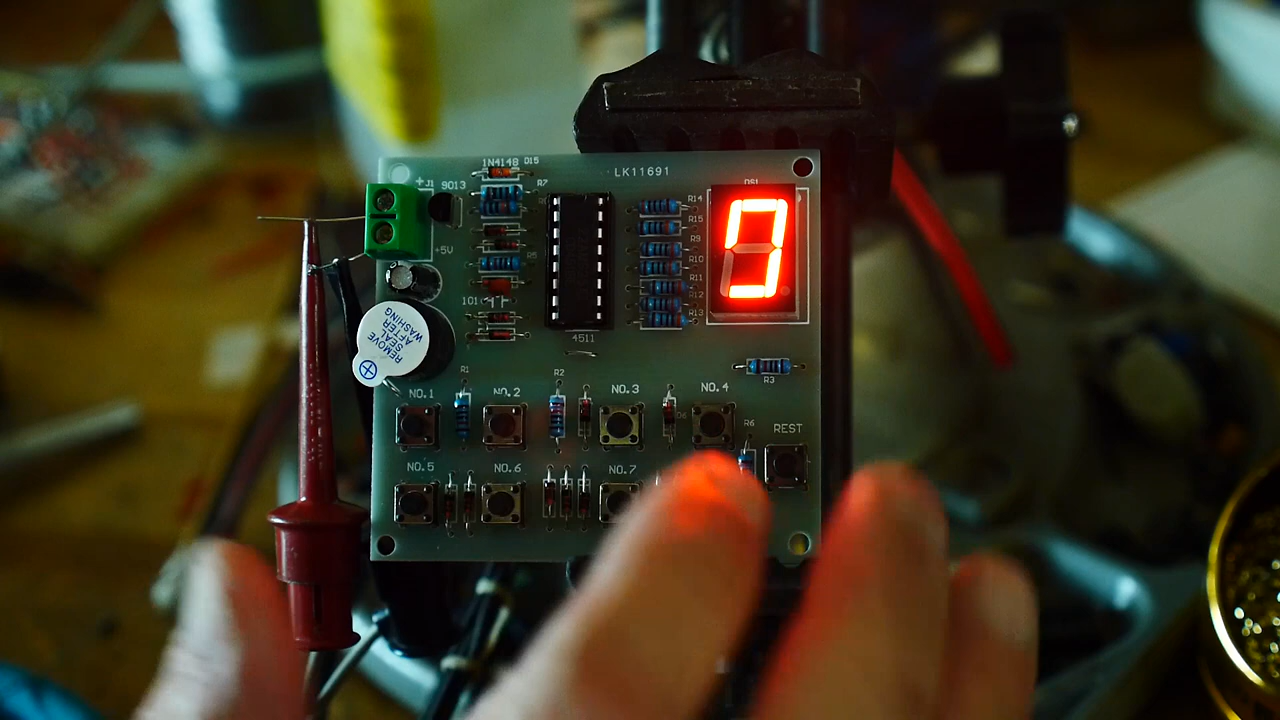 1N4148 D15
LK11691
+ J1 9013
R7
DS1
R14
R15
R9
R10
R11
R12
R13
+5V
R5
101
REMOVE
SEAL
AFTER
WASHING
4511
R3
R1
R2
NO.1
NO.2
NO.3
NO.4
R6
REST
NO.5
NO.6
NO.7
0